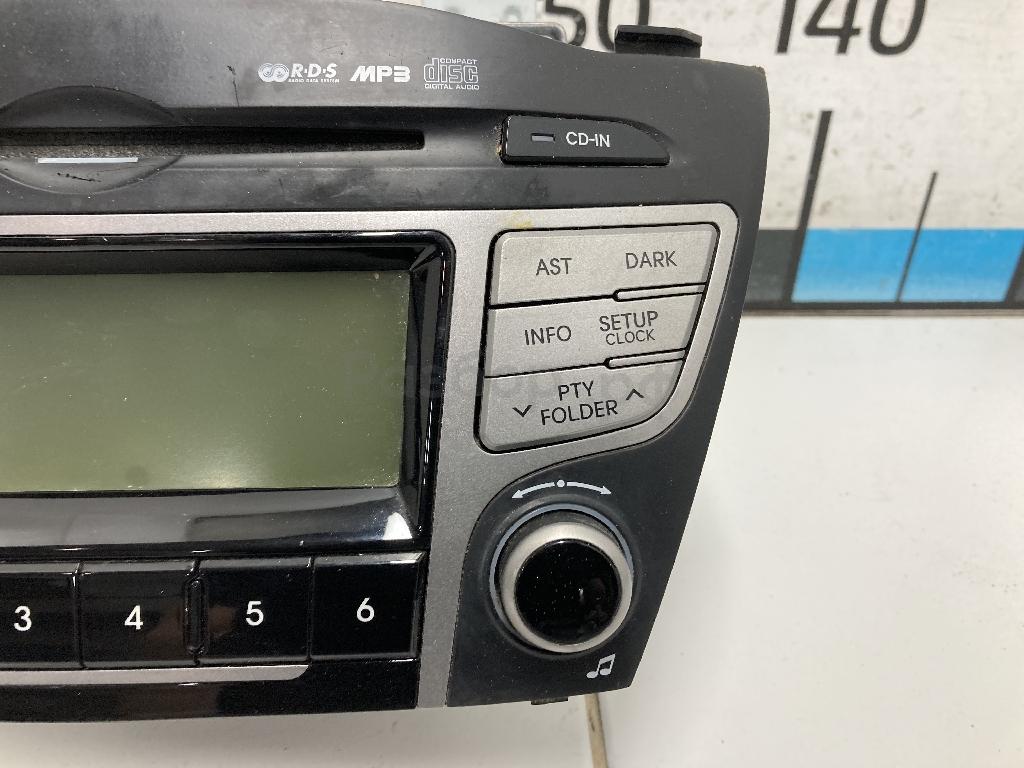 50 140
R·D·S MP3 COMPACT disc
RADIO DATA SYSTEM DIGITAL AUDIO
CD-IN
AST DARK
INFO SETUP
CLOCK
PTY
FOLDER
3 4 5 6